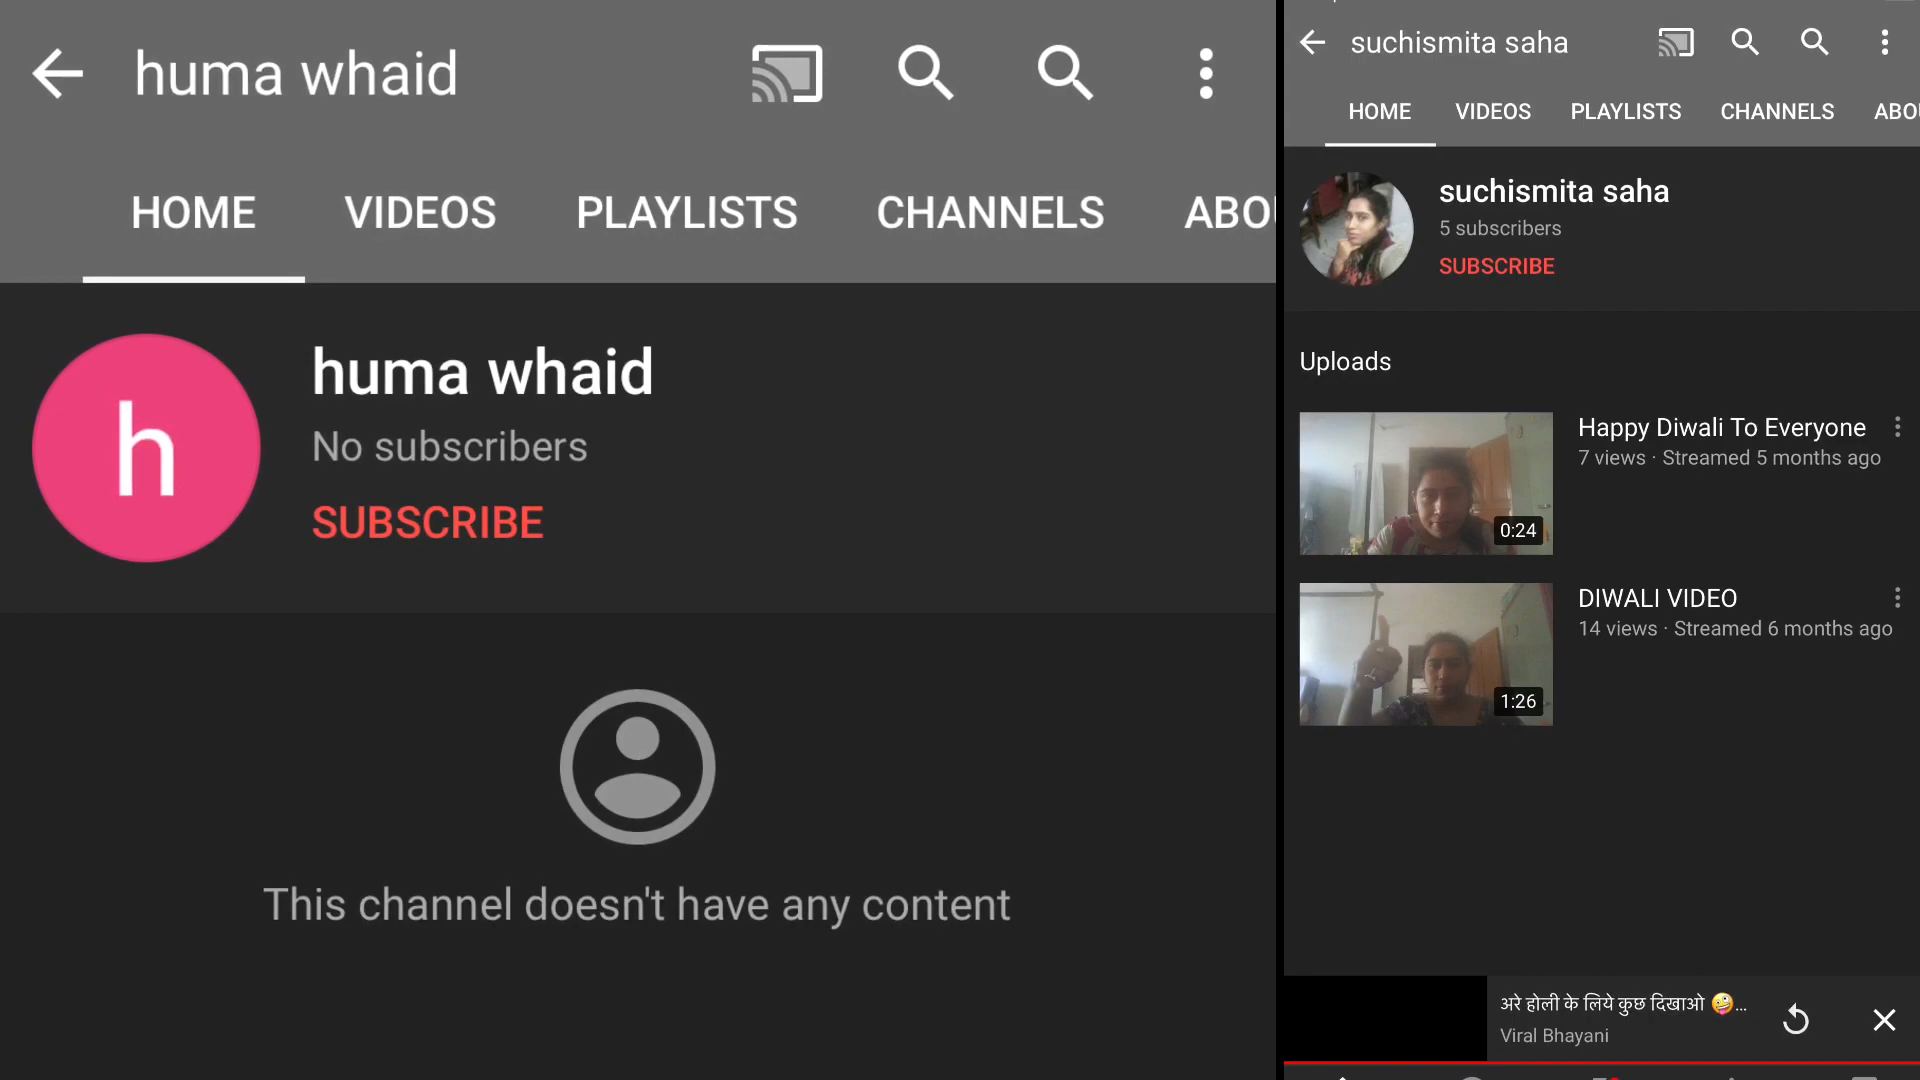 huma whaid
HOME VIDEOS PLAYLISTS CHANNELS ABO
h
huma whaid
No subscribers
SUBSCRIBE
This channel doesn't have any content
suchismita saha
HOME VIDEOS PLAYLISTS CHANNELS ABO
suchismita saha
5 subscribers
SUBSCRIBE
Uploads
Happy Diwali To Everyone
7 views · Streamed 5 months ago
0:24
DIWALI VIDEO
14 views · Streamed 6 months ago
1:26
अरे होली के लिये कुछ दिखाओ 🤪...
Viral Bhayani